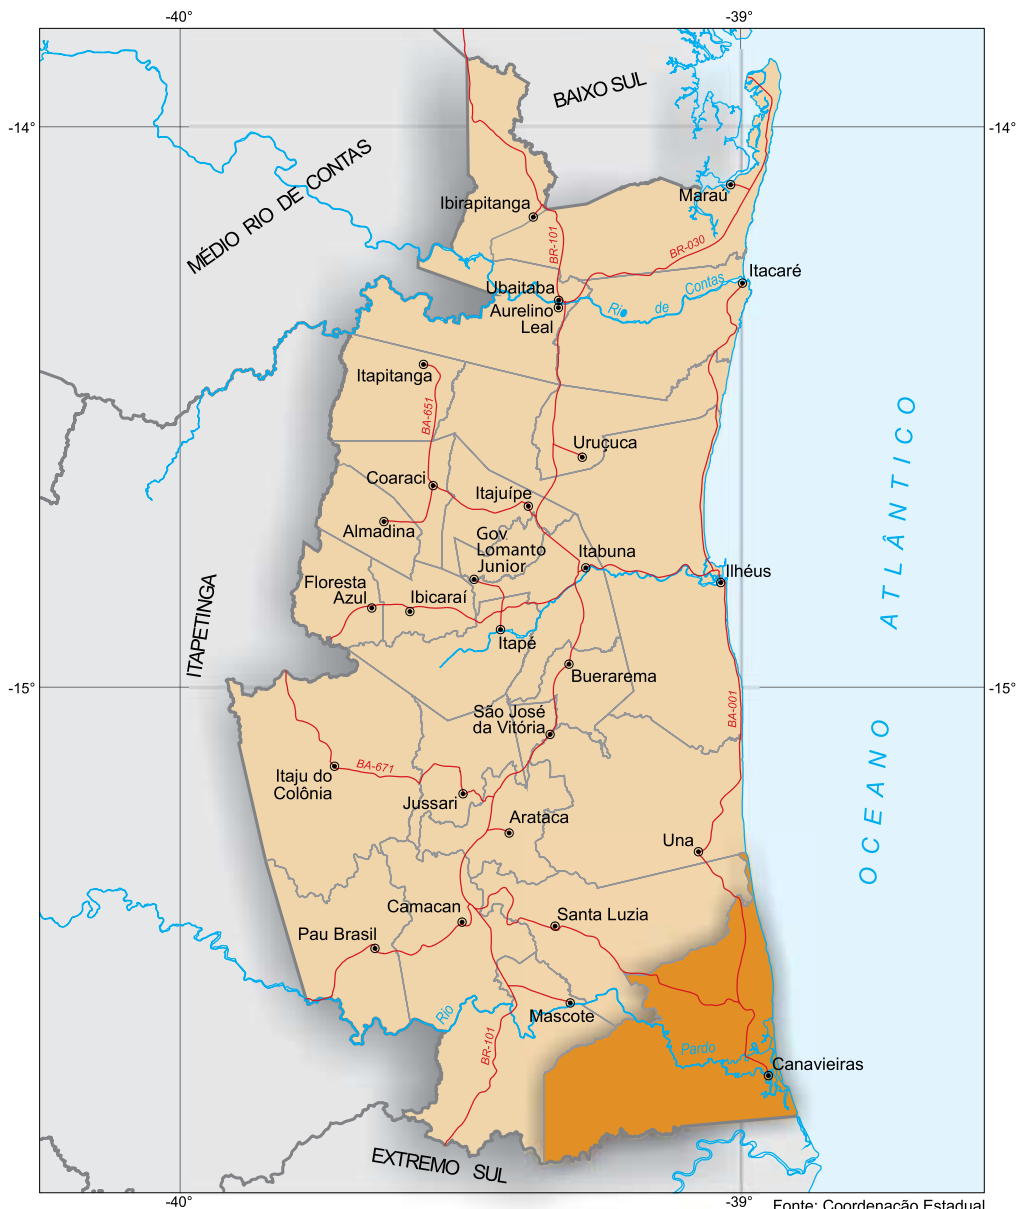 -40°
-39°
-14°
-14°
BAIXO SUL
MÉDIO RIO DE CONTAS
Maraú
Ibirapitanga
BR-101
BR-030
Itacaré
Ubaitaba
Rio de Contas
Aurelino
Leal
Itapitanga
BA-651
Uruçuca
Coaraci
Itajuípe
Almadina
Gov
Lomanto
Junior
Itabuna
Ilhéus
Floresta
Azul
Ibicaraí
Itapé
ITAPETINGA
OCEANO ATLÂNTICO
Buerarema
-15°
-15°
BA-001
São José
da Vitória
Itaju do
Colônia
BA-671
Jussari
Arataca
Una
Camacan
Santa Luzia
Pau Brasil
Rio
Mascote
BR-101
Pardo
Canavieiras
EXTREMO SUL
-40°
-39°
Fonte: Coordenação Estadual